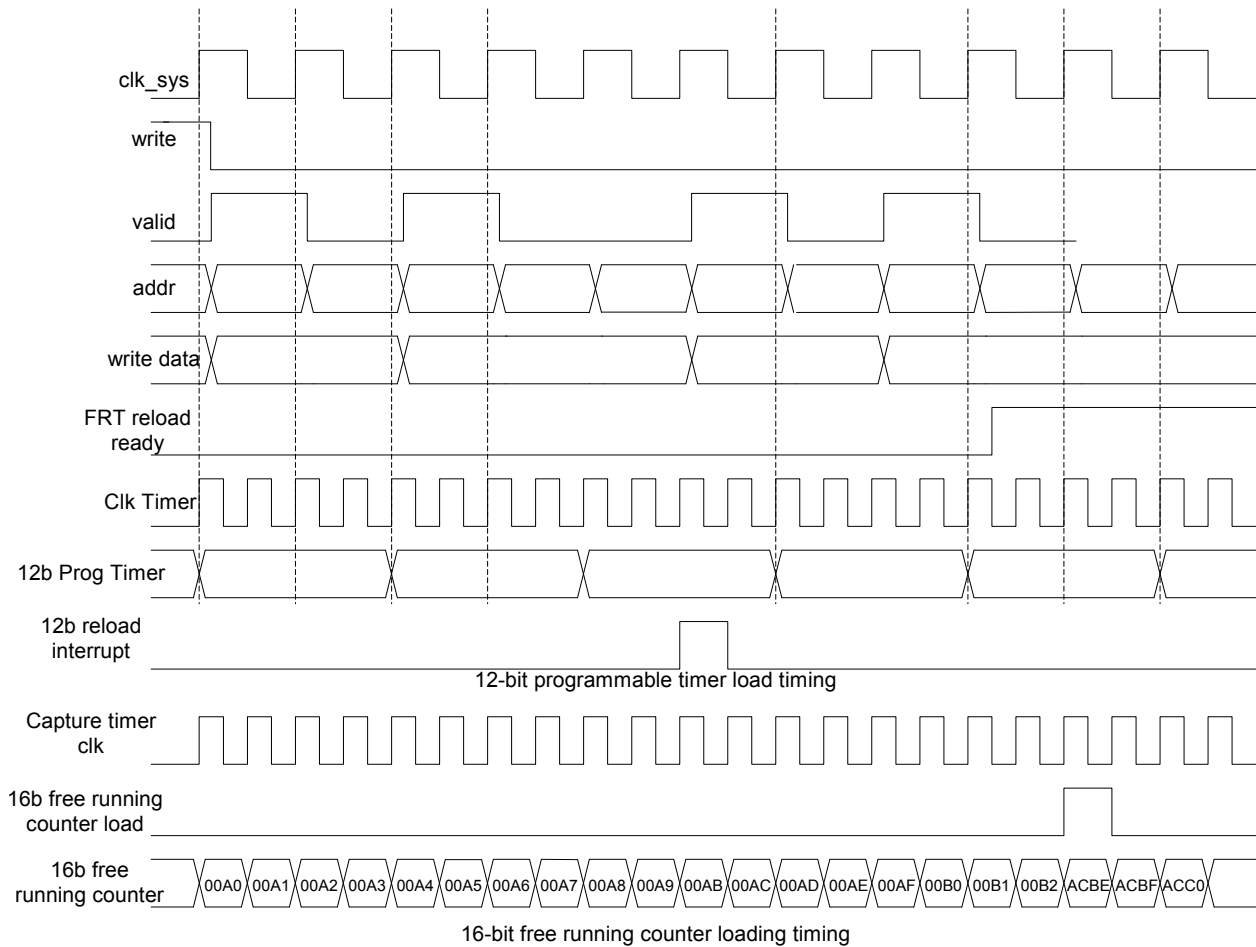 clk_sys
write
valid
addr
write data
FRT reload
ready
Clk Timer
12b Prog Timer
12b reload
interrupt
12-bit programmable timer load timing
Capture timer
clk
16b free running
counter load
16b free
running counter
00A0 00A1 00A2 00A3 00A4 00A5 00A6 00A7 00A8 00A9 00AB 00AC 00AD 00AE 00AF 00B0 00B1 00B2 ACBE ACBF ACC0
16-bit free running counter loading timing